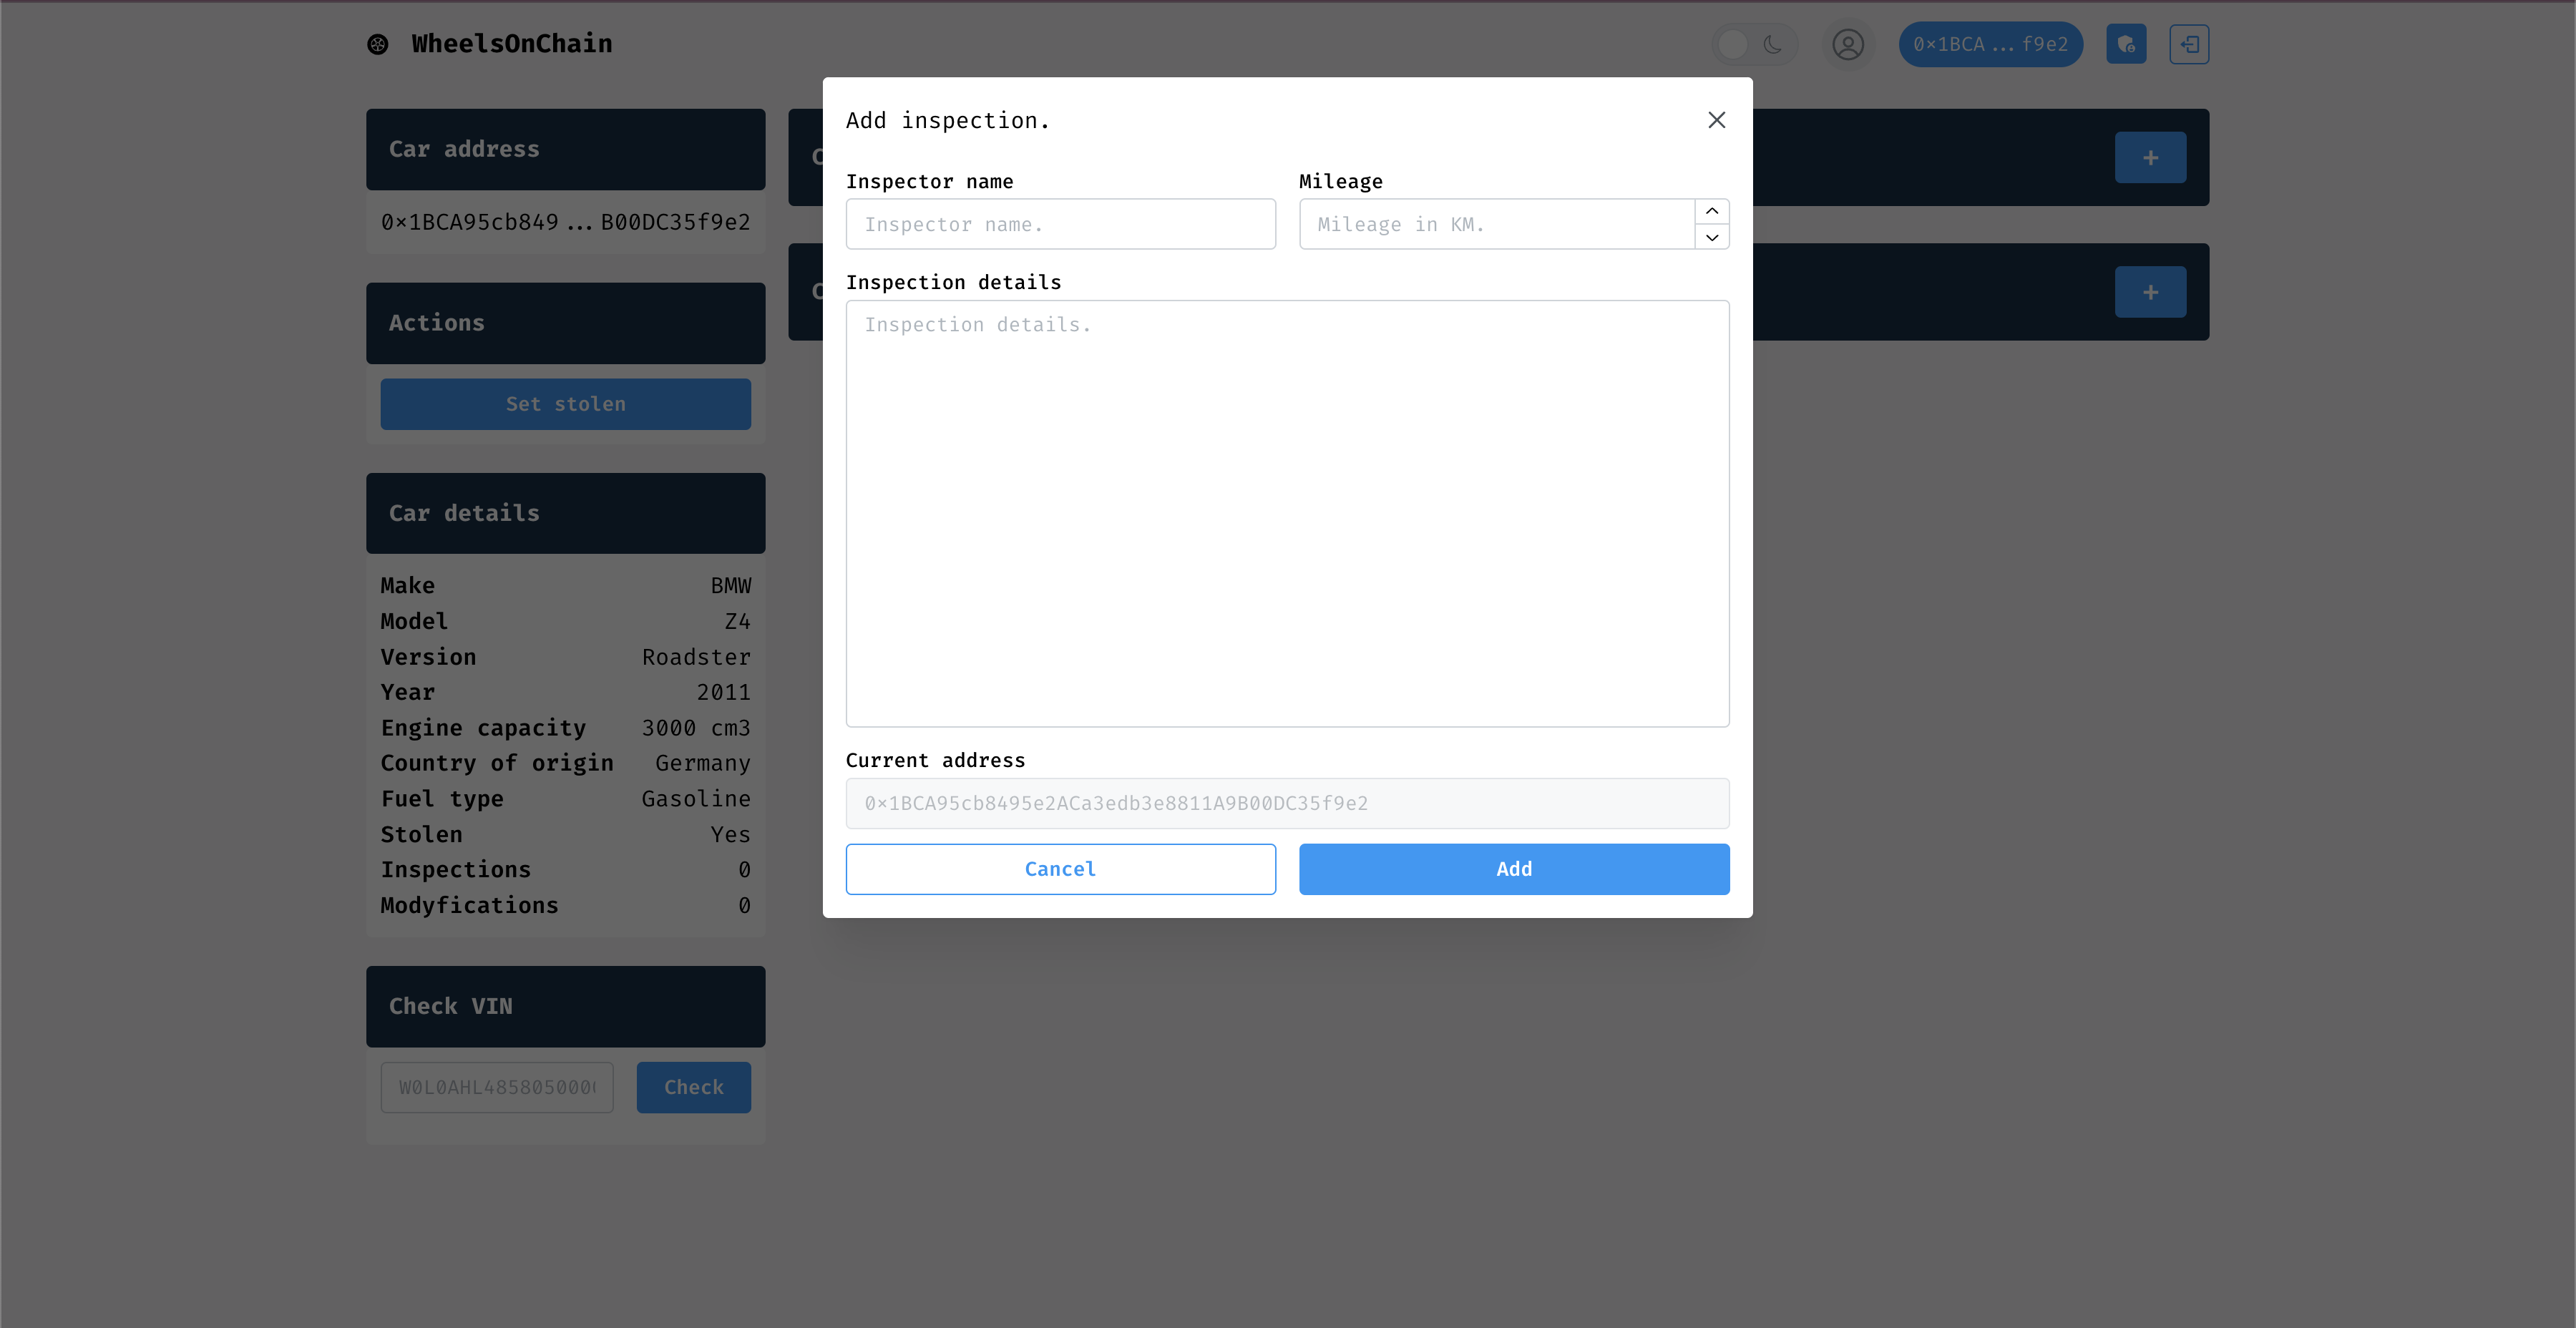 WheelsOnChain
0×1BCA...f9e2
Car address
0×1BCA95cb849...B00DC35f9e2
Actions
Set stolen
Car details
Make BMW
Model Z4
Version Roadster
Year 2011
Engine capacity 3000 cm3
Country of origin Germany
Fuel type Gasoline
Stolen Yes
Inspections 0
Modyfications 0
Check VIN
Check
+
+
Add inspection.
Inspector name Mileage
Inspector name. Mileage in KM.
Inspection details
Inspection details.
Current address
0×1BCA95cb8495e2ACa3edb3e8811A9B00DC35f9e2
Cancel Add